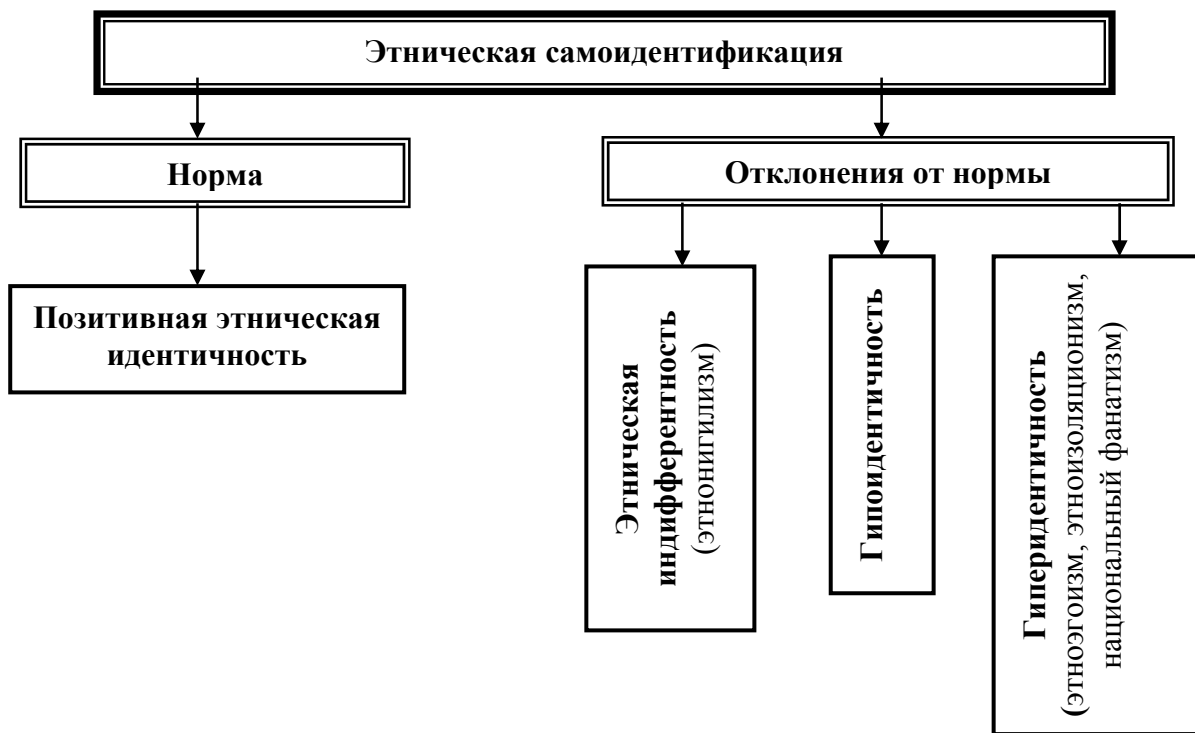 Этническая самоидентификация
Норма
Отклонения от нормы
Позитивная этническая
идентичность
Этническая
индифферентность
(этнонигилизм)
Гипоидентичность
Гиперидентичность
(этноэгоизм, этноизоляционизм,
национальный фанатизм)